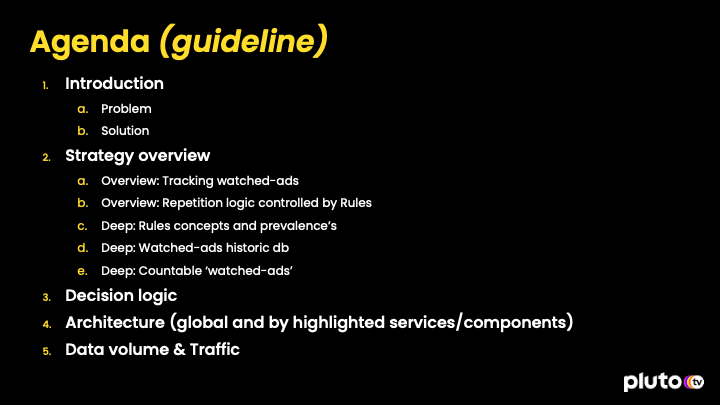 Agenda (guideline)
1. Introduction
a. Problem
b. Solution
2. Strategy overview
a. Overview: Tracking watched-ads
b. Overview: Repetition logic controlled by Rules
c. Deep: Rules concepts and prevalence’s
d. Deep: Watched-ads historic db
e. Deep: Countable ‘watched-ads’
3. Decision logic
4. Architecture (global and by highlighted services/components)
5. Data volume & Traffic
pluto tv